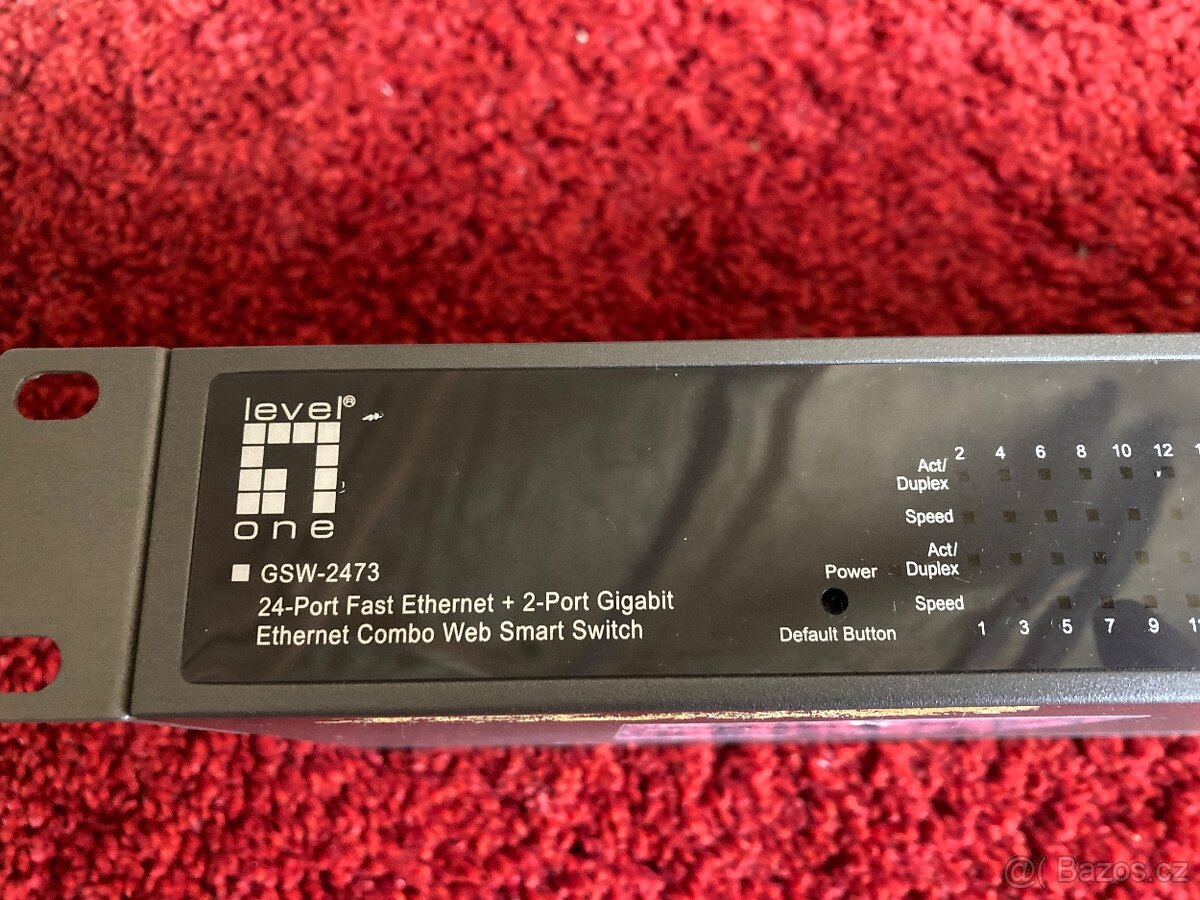 level®
one
GSW-2473
24-Port Fast Ethernet + 2-Port Gigabit
Ethernet Combo Web Smart Switch
Power
Default Button
2 4 6 8 10 12
Act/
Duplex
Speed
Act/
Duplex
Speed
1 3 5 7 9 11
@( Bazos.cz